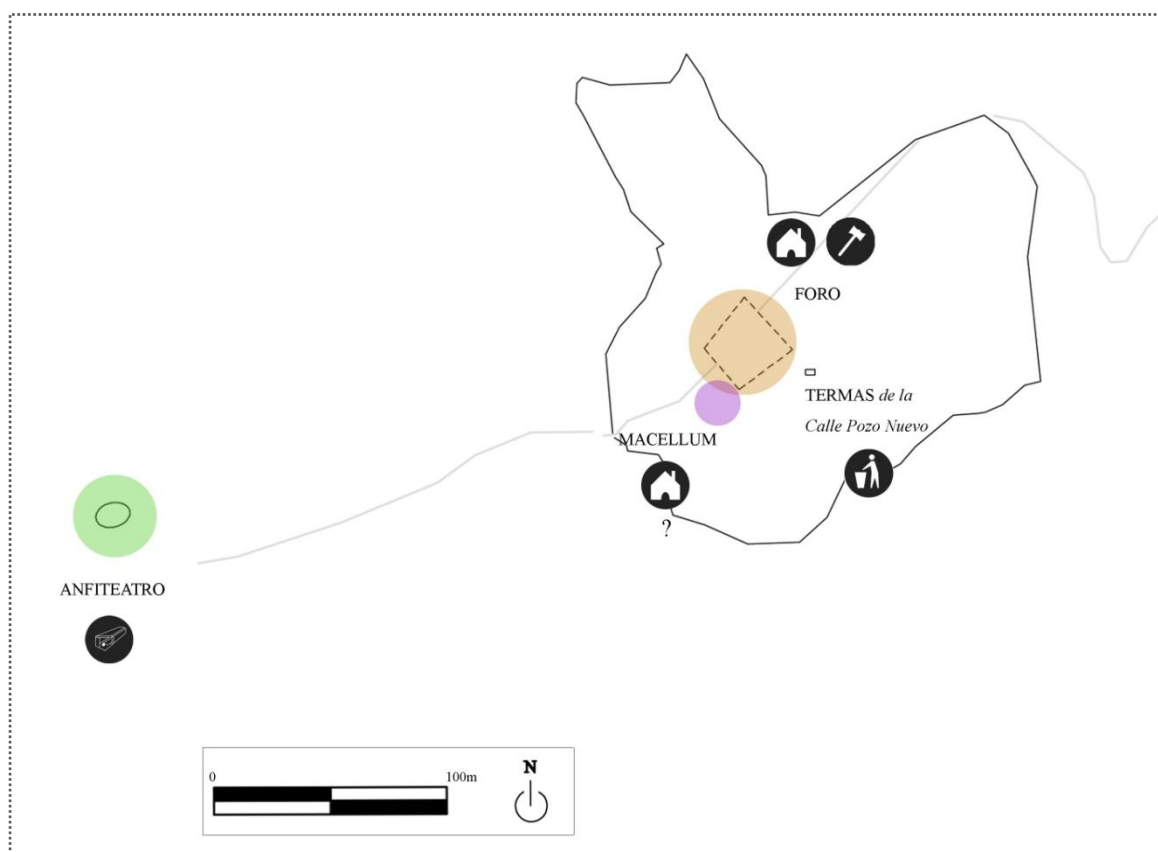 FORO
TERMAS de la
Calle Pozo Nuevo
MACELLUM
?
ANFITEATRO
0 100m
N